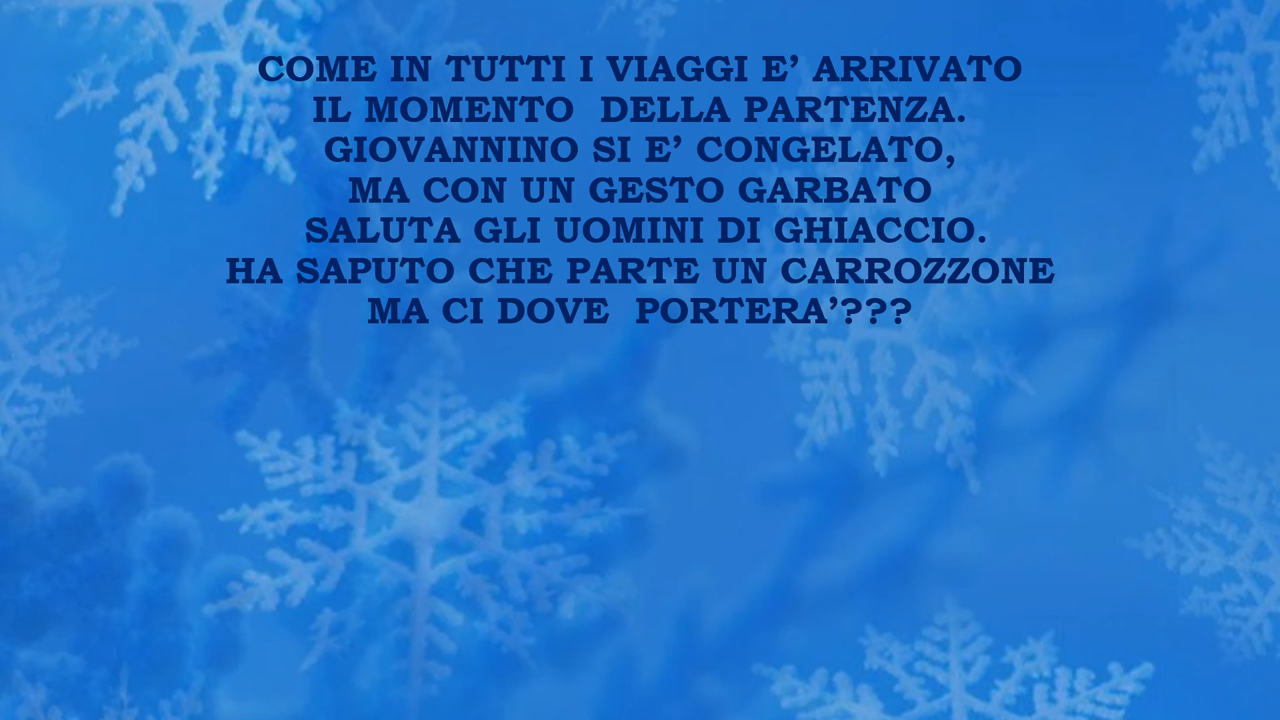 COME IN TUTTI I VIAGGI E’ ARRIVATO
IL MOMENTO  DELLA PARTENZA.
GIOVANNINO SI E’ CONGELATO,
MA CON UN GESTO GARBATO
SALUTA GLI UOMINI DI GHIACCIO.
HA SAPUTO CHE PARTE UN CARROZZONE
MA CI DOVE  PORTERA’???